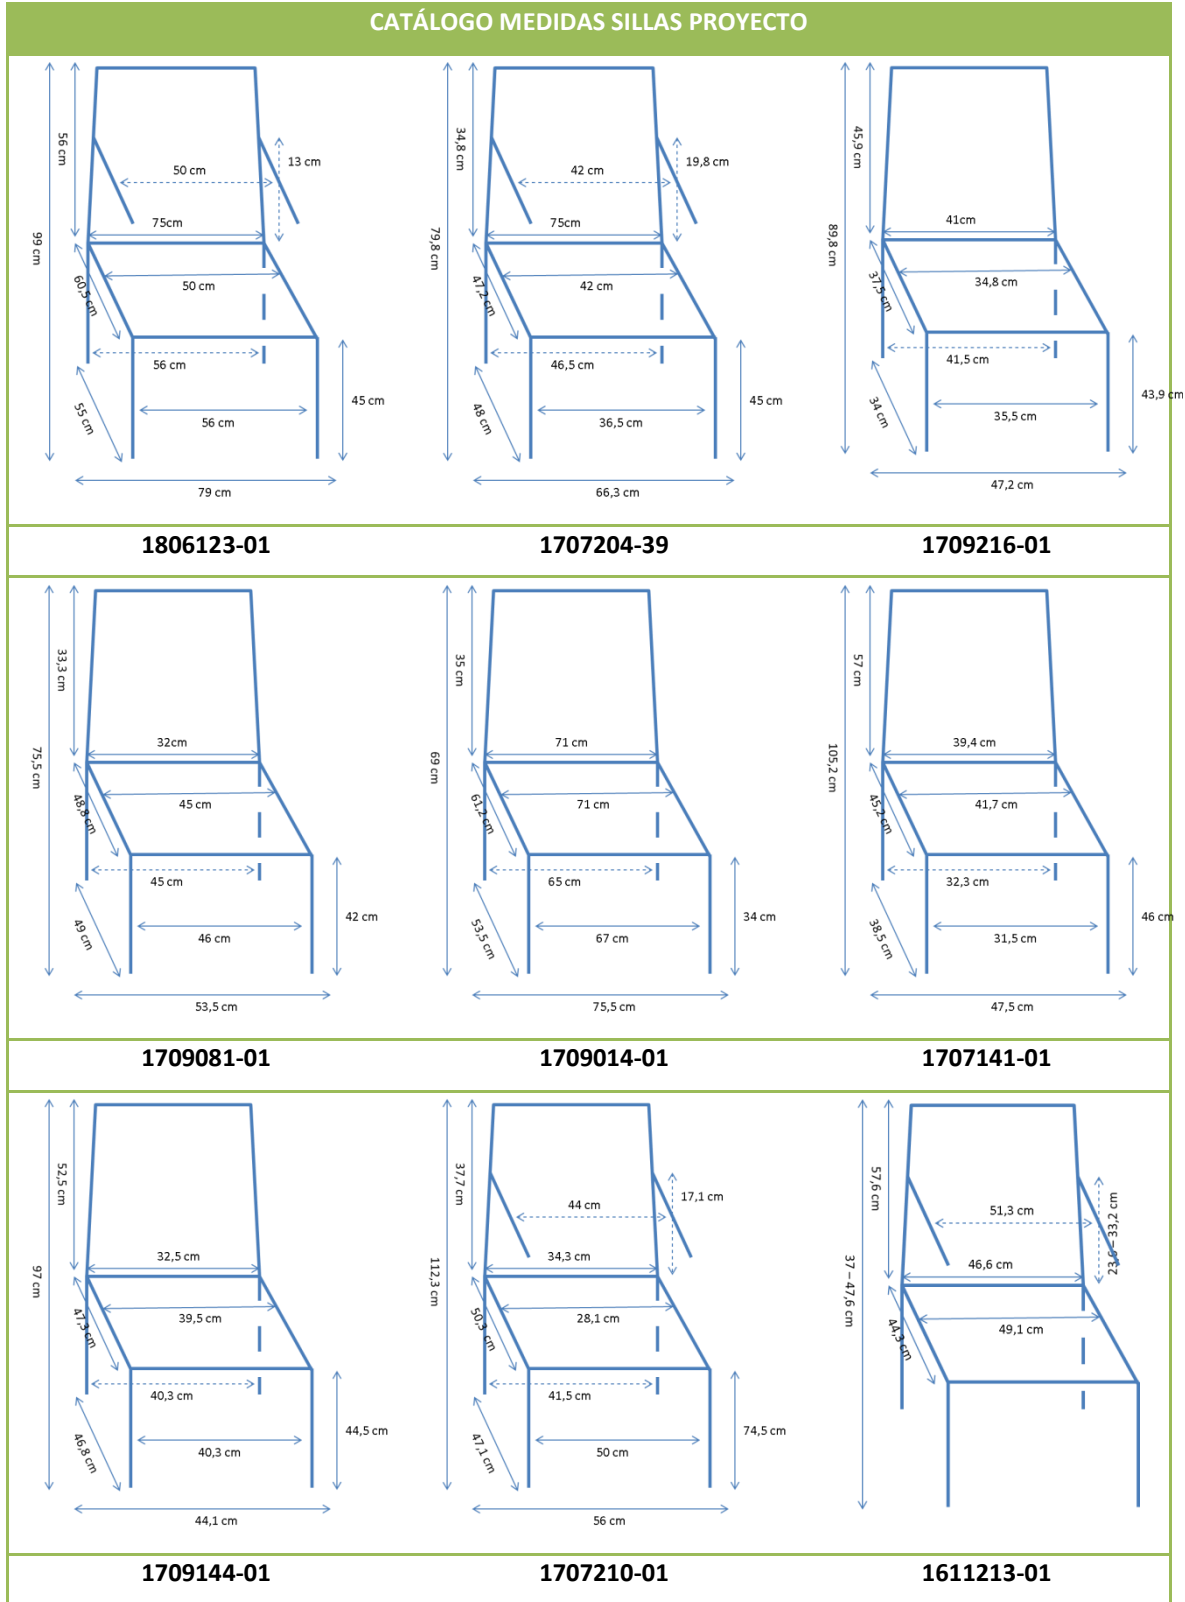 CATÁLOGO MEDIDAS SILLAS PROYECTO
56 cm
99 cm
50 cm
13 cm
75cm
60,5 cm
50 cm
56 cm
55 cm
56 cm
45 cm
79 cm
34,8 cm
79,8 cm
42 cm
19,8 cm
75cm
47,2 cm
42 cm
46,5 cm
48 cm
36,5 cm
45 cm
66,3 cm
45,9 cm
89,8 cm
41cm
37,5 cm
34,8 cm
41,5 cm
34 cm
35,5 cm
43,9 cm
47,2 cm
1806123-01
1707204-39
1709216-01
33,3 cm
75,5 cm
32cm
48,8 cm
45 cm
45 cm
49 cm
46 cm
42 cm
53,5 cm
35 cm
69 cm
71 cm
61,2 cm
71 cm
65 cm
53,5 cm
67 cm
34 cm
75,5 cm
57 cm
105,2 cm
39,4 cm
45,2 cm
41,7 cm
32,3 cm
38,5 cm
31,5 cm
46 cm
47,5 cm
1709081-01
1709014-01
1707141-01
52,5 cm
97 cm
32,5 cm
47,3 cm
39,5 cm
40,3 cm
46,8 cm
40,3 cm
44,5 cm
44,1 cm
37,7 cm
112,3 cm
44 cm
17,1 cm
34,3 cm
50,3 cm
28,1 cm
41,5 cm
47,1 cm
50 cm
74,5 cm
56 cm
57,6 cm
37 – 47,6 cm
51,3 cm
23,6 – 33,2 cm
46,6 cm
44,3 cm
49,1 cm
1709144-01
1707210-01
1611213-01